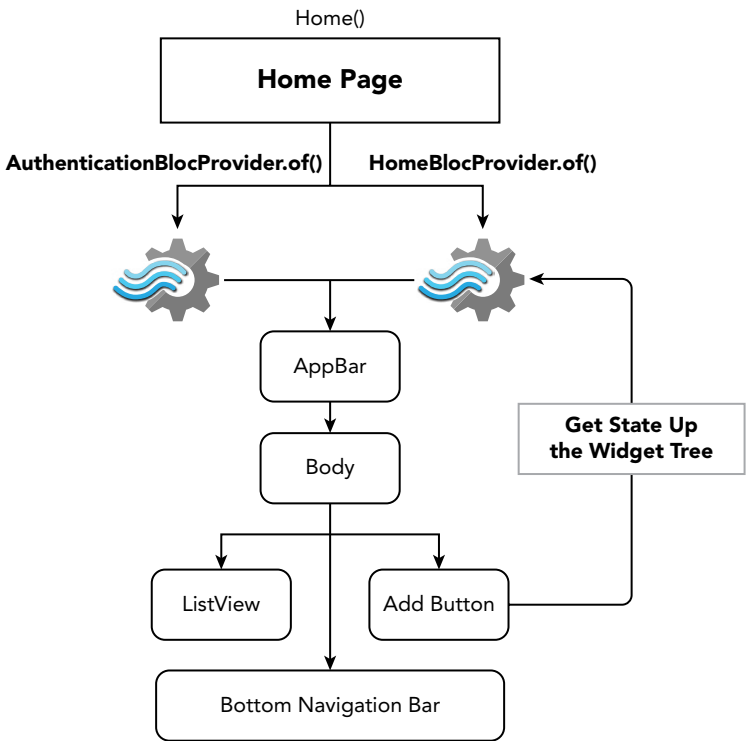 Home()
Home Page
AuthenticationBlocProvider.of()
HomeBlocProvider.of()
AppBar
Get State Up
the Widget Tree
Body
ListView
Add Button
Bottom Navigation Bar